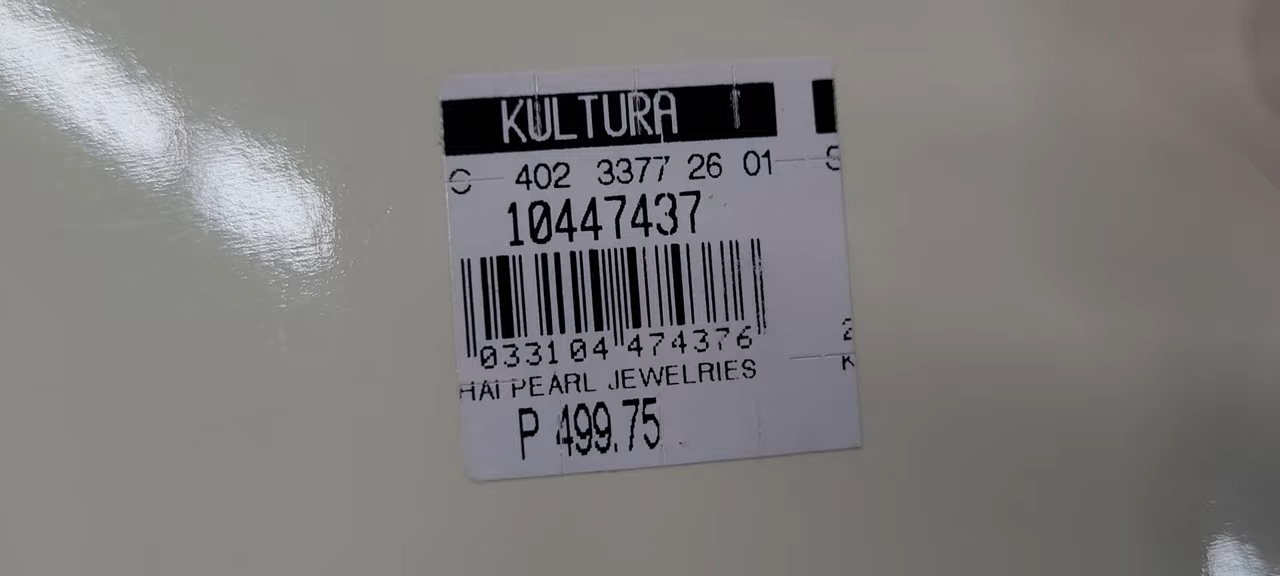 KULTURA
C 402 3377 26 01 S
10447437
033104 474376
HAI PEARL JEWELRIES
P 499.75